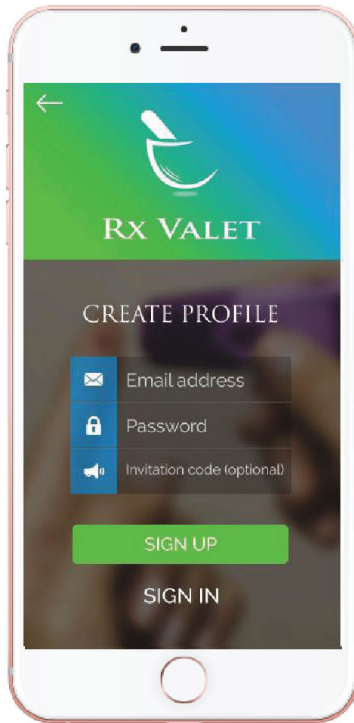 RX VALET
CREATE PROFILE
Email address
Password
Invitation code (optional)
SIGN UP
SIGN IN